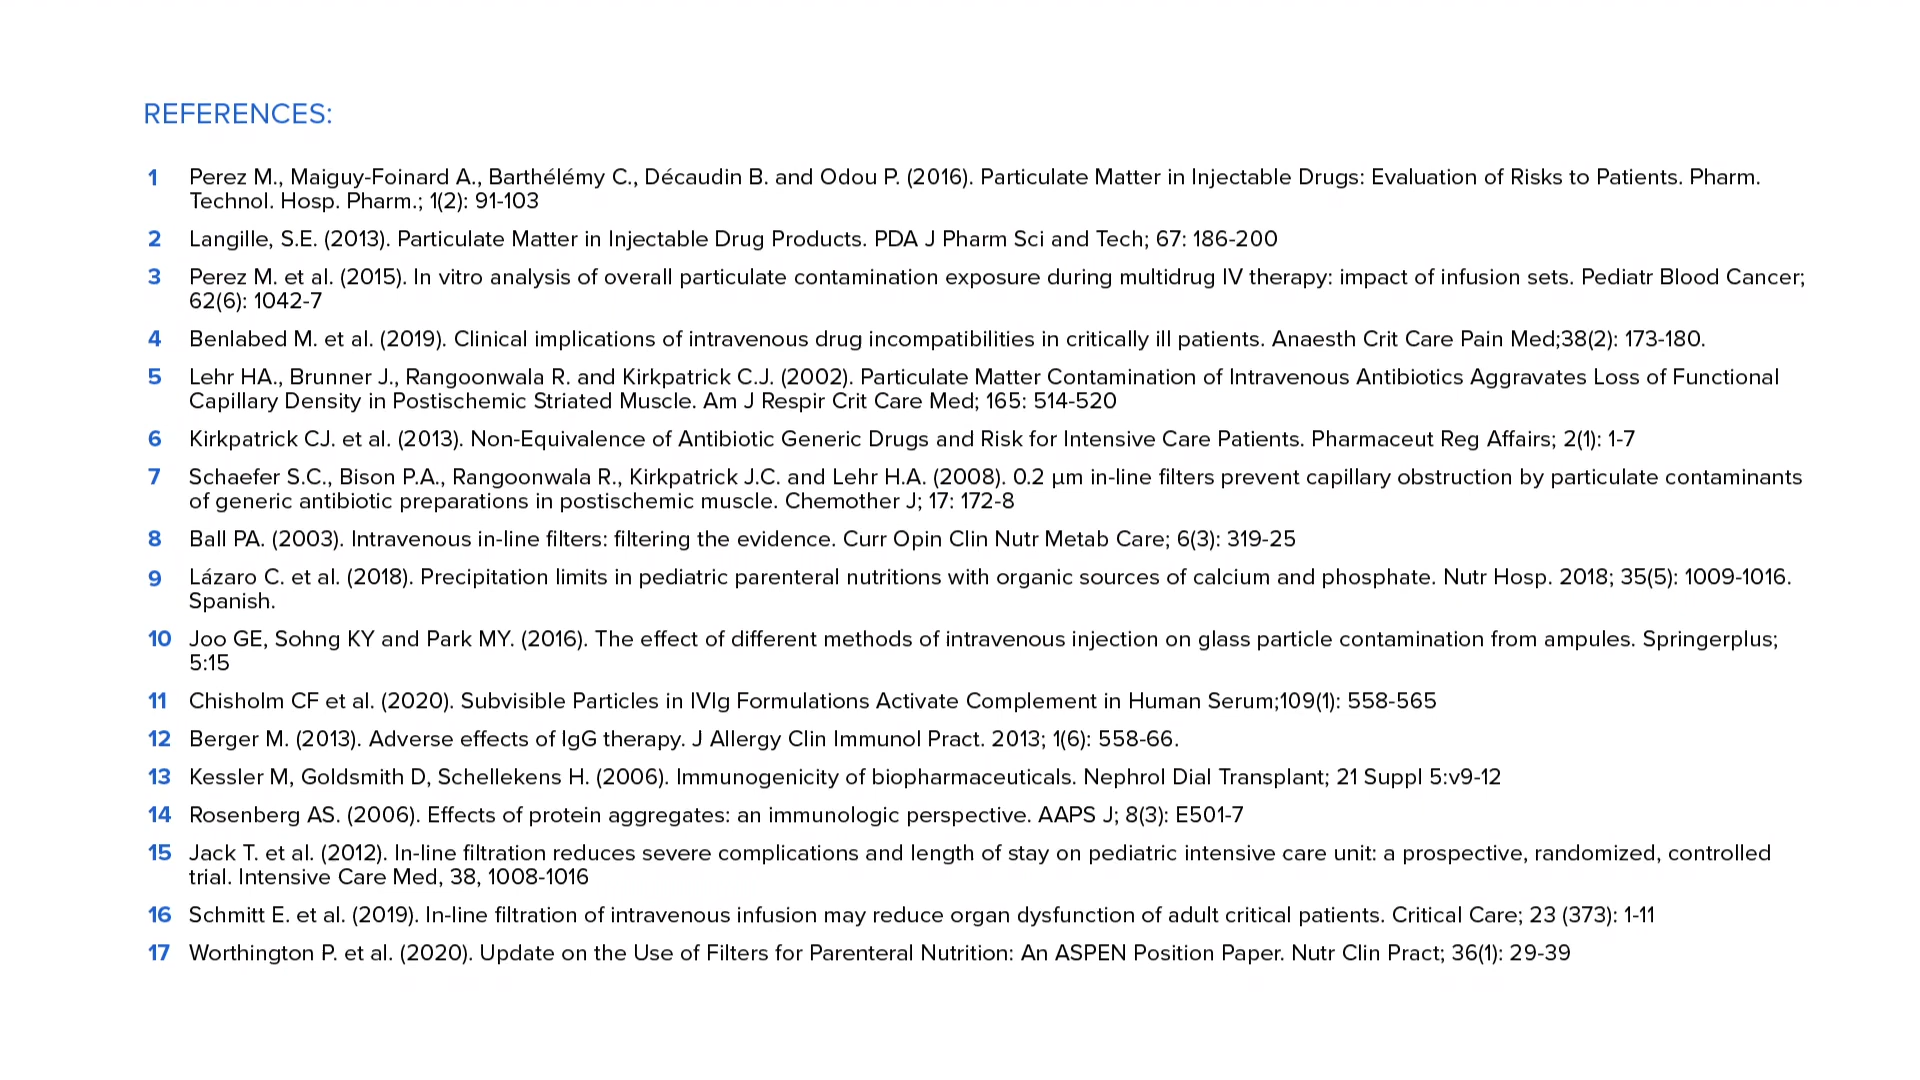 REFERENCES:
1 Perez M., Maiguy-Foinard A., Barthélémy C., Décaudin B. and Odou P. (2016). Particulate Matter in Injectable Drugs: Evaluation of Risks to Patients. Pharm.
Technol. Hosp. Pharm.; 1(2): 91-103
2 Langille, S.E. (2013). Particulate Matter in Injectable Drug Products. PDA J Pharm Sci and Tech; 67: 186-200
3 Perez M. et al. (2015). In vitro analysis of overall particulate contamination exposure during multidrug IV therapy: impact of infusion sets. Pediatr Blood Cancer;
62(6): 1042-7
4 Benlabed M. et al. (2019). Clinical implications of intravenous drug incompatibilities in critically ill patients. Anaesth Crit Care Pain Med;38(2): 173-180.
5 Lehr HA., Brunner J., Rangoonwala R. and Kirkpatrick C.J. (2002). Particulate Matter Contamination of Intravenous Antibiotics Aggravates Loss of Functional
Capillary Density in Postischemic Striated Muscle. Am J Respir Crit Care Med; 165: 514-520
6 Kirkpatrick CJ. et al. (2013). Non-Equivalence of Antibiotic Generic Drugs and Risk for Intensive Care Patients. Pharmaceut Reg Affairs; 2(1): 1-7
7 Schaefer S.C., Bison P.A., Rangoonwala R., Kirkpatrick J.C. and Lehr H.A. (2008). 0.2 µm in-line filters prevent capillary obstruction by particulate contaminants
of generic antibiotic preparations in postischemic muscle. Chemother J; 17: 172-8
8 Ball PA. (2003). Intravenous in-line filters: filtering the evidence. Curr Opin Clin Nutr Metab Care; 6(3): 319-25
9 Lázaro C. et al. (2018). Precipitation limits in pediatric parenteral nutritions with organic sources of calcium and phosphate. Nutr Hosp. 2018; 35(5): 1009-1016.
Spanish.
10 Joo GE, Sohng KY and Park MY. (2016). The effect of different methods of intravenous injection on glass particle contamination from ampules. Springerplus;
5:15
11 Chisholm CF et al. (2020). Subvisible Particles in IVIg Formulations Activate Complement in Human Serum;109(1): 558-565
12 Berger M. (2013). Adverse effects of IgG therapy. J Allergy Clin Immunol Pract. 2013; 1(6): 558-66.
13 Kessler M, Goldsmith D, Schellekens H. (2006). Immunogenicity of biopharmaceuticals. Nephrol Dial Transplant; 21 Suppl 5:v9-12
14 Rosenberg AS. (2006). Effects of protein aggregates: an immunologic perspective. AAPS J; 8(3): E501-7
15 Jack T. et al. (2012). In-line filtration reduces severe complications and length of stay on pediatric intensive care unit: a prospective, randomized, controlled
trial. Intensive Care Med, 38, 1008-1016
16 Schmitt E. et al. (2019). In-line filtration of intravenous infusion may reduce organ dysfunction of adult critical patients. Critical Care; 23 (373): 1-11
17 Worthington P. et al. (2020). Update on the Use of Filters for Parenteral Nutrition: An ASPEN Position Paper. Nutr Clin Pract; 36(1): 29-39